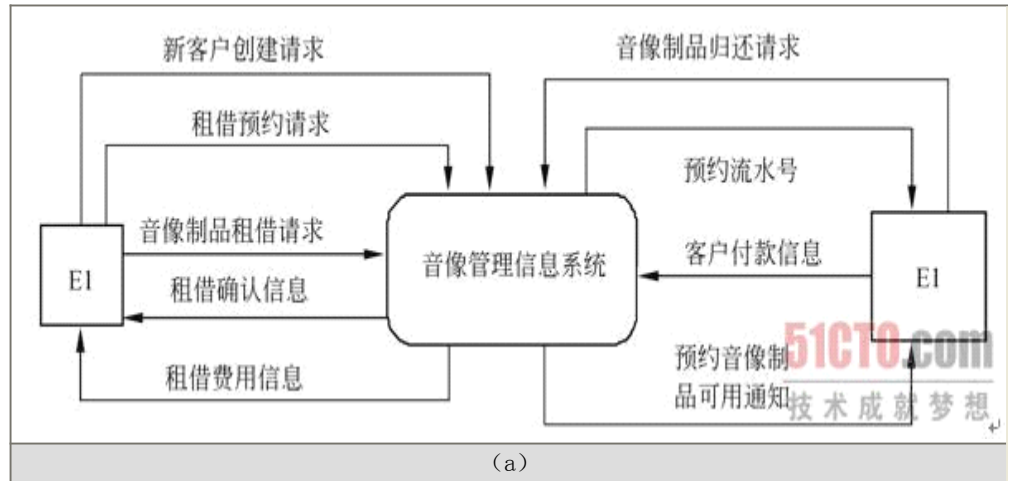 新客户创建请求
音像制品归还请求
租借预约请求
预约流水号
音像制品租借请求
客户付款信息
E1
音像管理信息系统
E1
租借确认信息
租借费用信息
预约音像制
品可用通知
51CTO.com
技术成就梦想
（a）